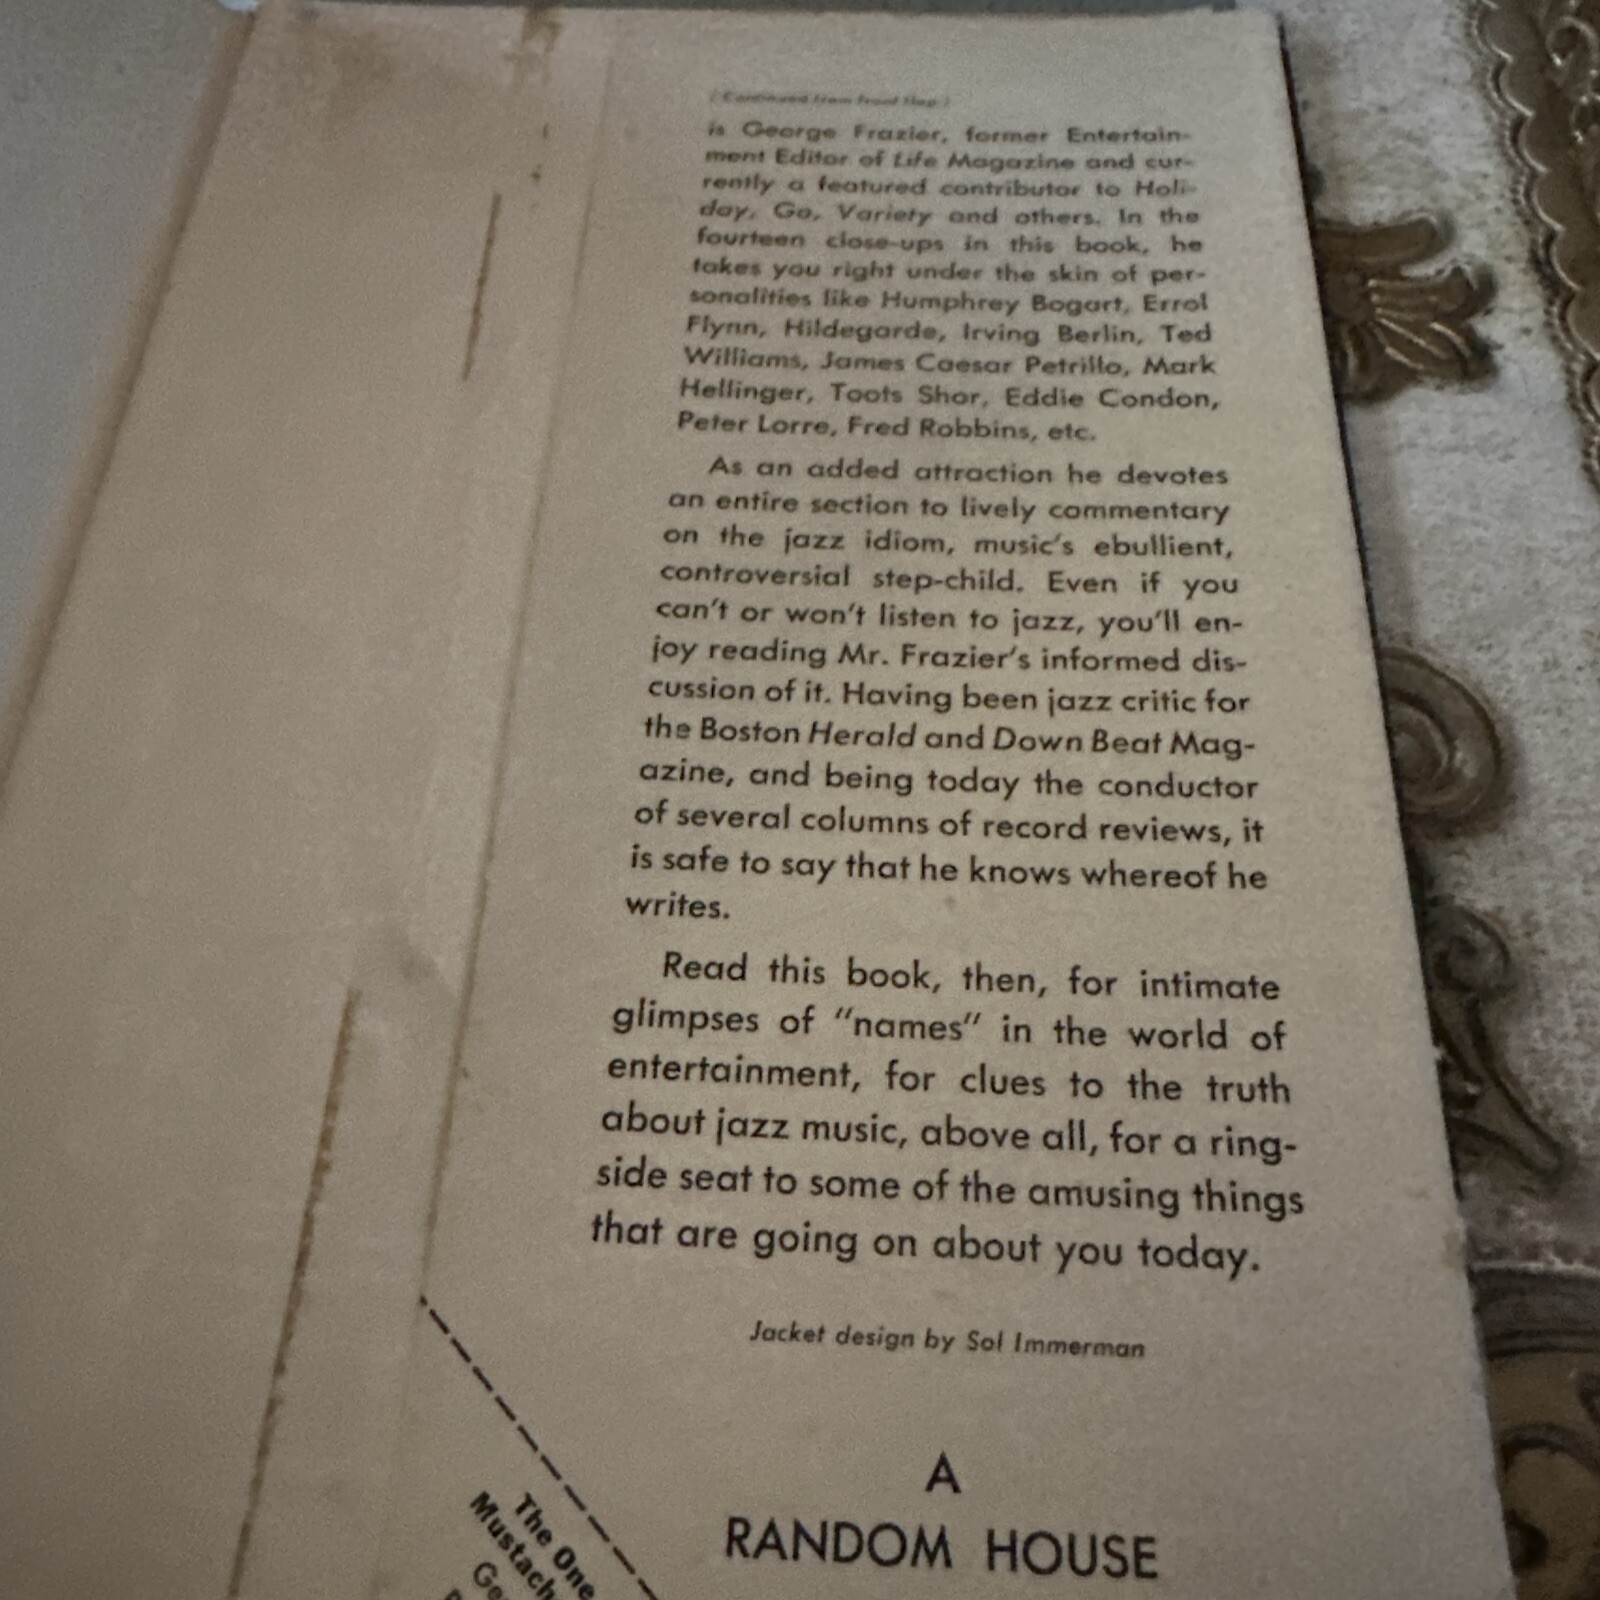 (Continued from front flap)
is George Frazier, former Entertain-
ment Editor of Life Magazine and cur-
rently a featured contributor to Holi-
day, Go, Variety and others. In the
fourteen close-ups in this book, he
takes you right under the skin of per-
sonalities like Humphrey Bogart, Errol
Flynn, Hildegarde, Irving Berlin, Ted
Williams, James Caesar Petrillo, Mark
Hellinger, Toots Shor, Eddie Condon,
Peter Lorre, Fred Robbins, etc.
As an added attraction he devotes
an entire section to lively commentary
on the jazz idiom, music's ebullient,
controversial step-child. Even if you
can't or won't listen to jazz, you'll en-
joy reading Mr. Frazier's informed dis-
cussion of it. Having been jazz critic for
the Boston Herald and Down Beat Mag-
azine, and being today the conductor
of several columns of record reviews, it
is safe to say that he knows whereof he
writes.
Read this book, then, for intimate
glimpses of "names" in the world of
entertainment, for clues to the truth
about jazz music, above all, for a ring-
side seat to some of the amusing things
that are going on about you today.
Jacket design by Sol Immerman
A
RANDOM HOUSE
The One
Mustach
Ge